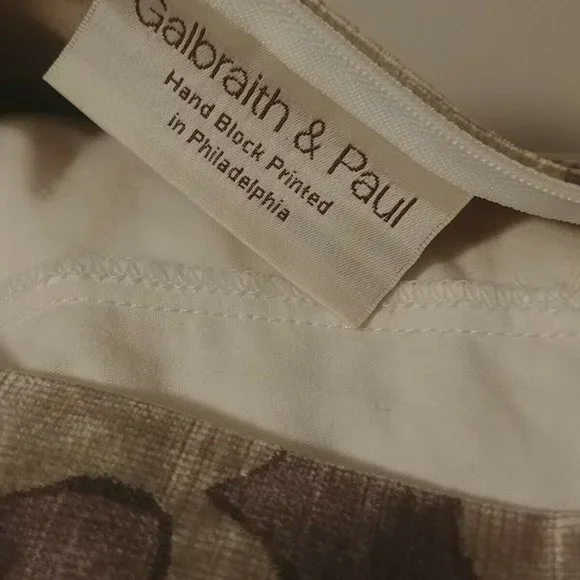 Galbraith & Paul
Hand Block Printed
in Philadelphia